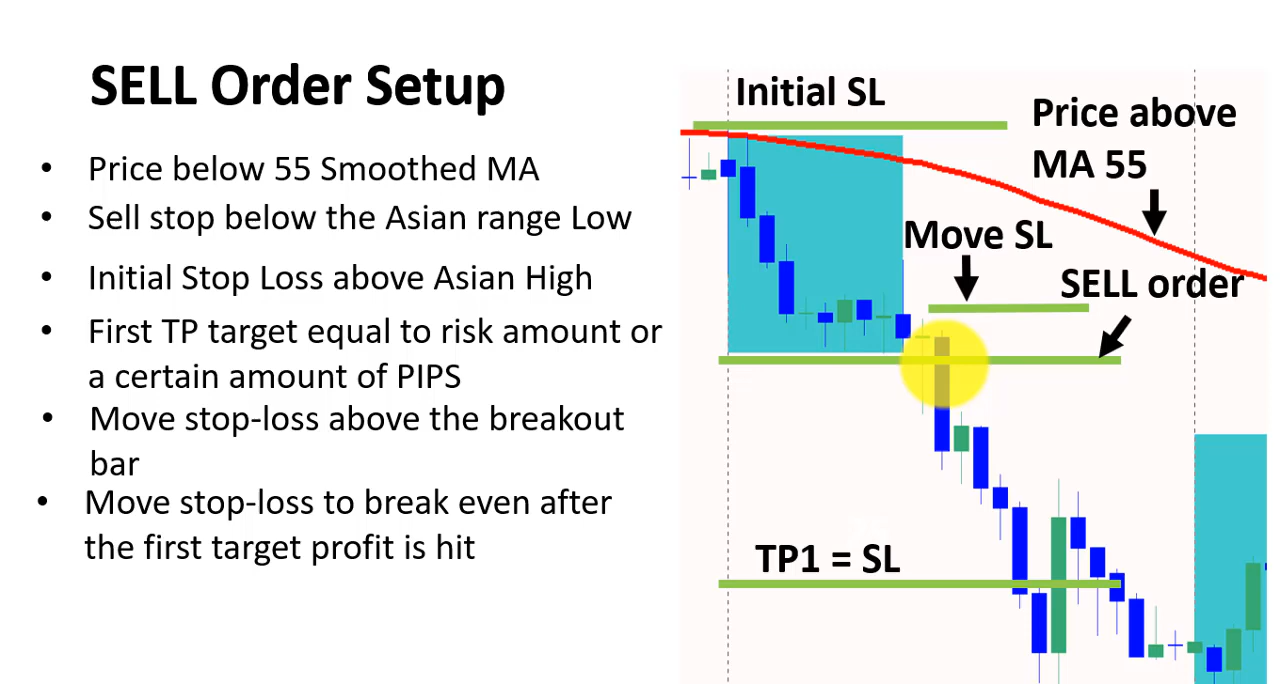 SELL Order Setup
• Price below 55 Smoothed MA
• Sell stop below the Asian range Low
• Initial Stop Loss above Asian High
• First TP target equal to risk amount or
a certain amount of PIPS
• Move stop-loss above the breakout
bar
• Move stop-loss to break even after
the first target profit is hit
Initial SL
Price above
MA 55
Move SL
SELL order
TP1 = SL